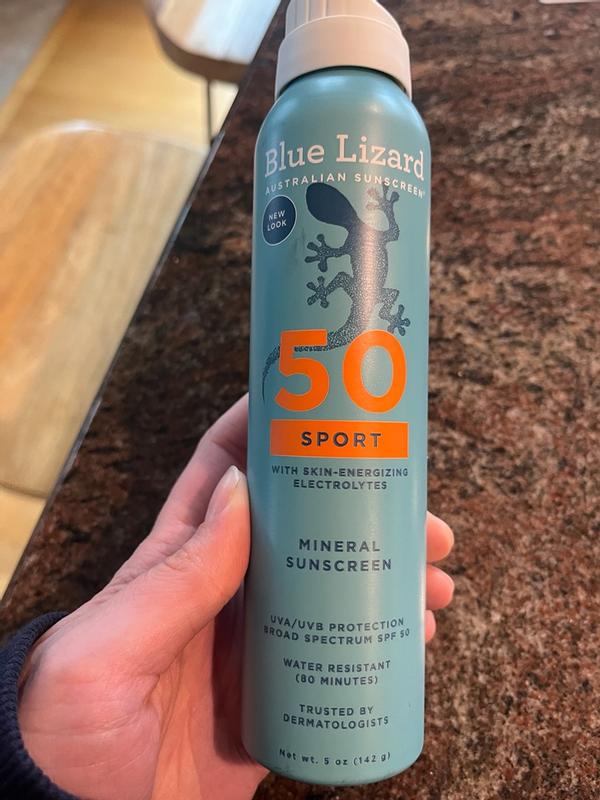 Blue Lizard
AUSTRALIAN SUNSCREEN®
NEW
LOOK
50
SPORT
WITH SKIN-ENERGIZING
ELECTROLYTES
MINERAL
SUNSCREEN
UVA/UVB PROTECTION
BROAD SPECTRUM SPF 50
WATER RESISTANT
(80 MINUTES)
TRUSTED BY
DERMATOLOGISTS
Net wt. 5 oz (142 g)